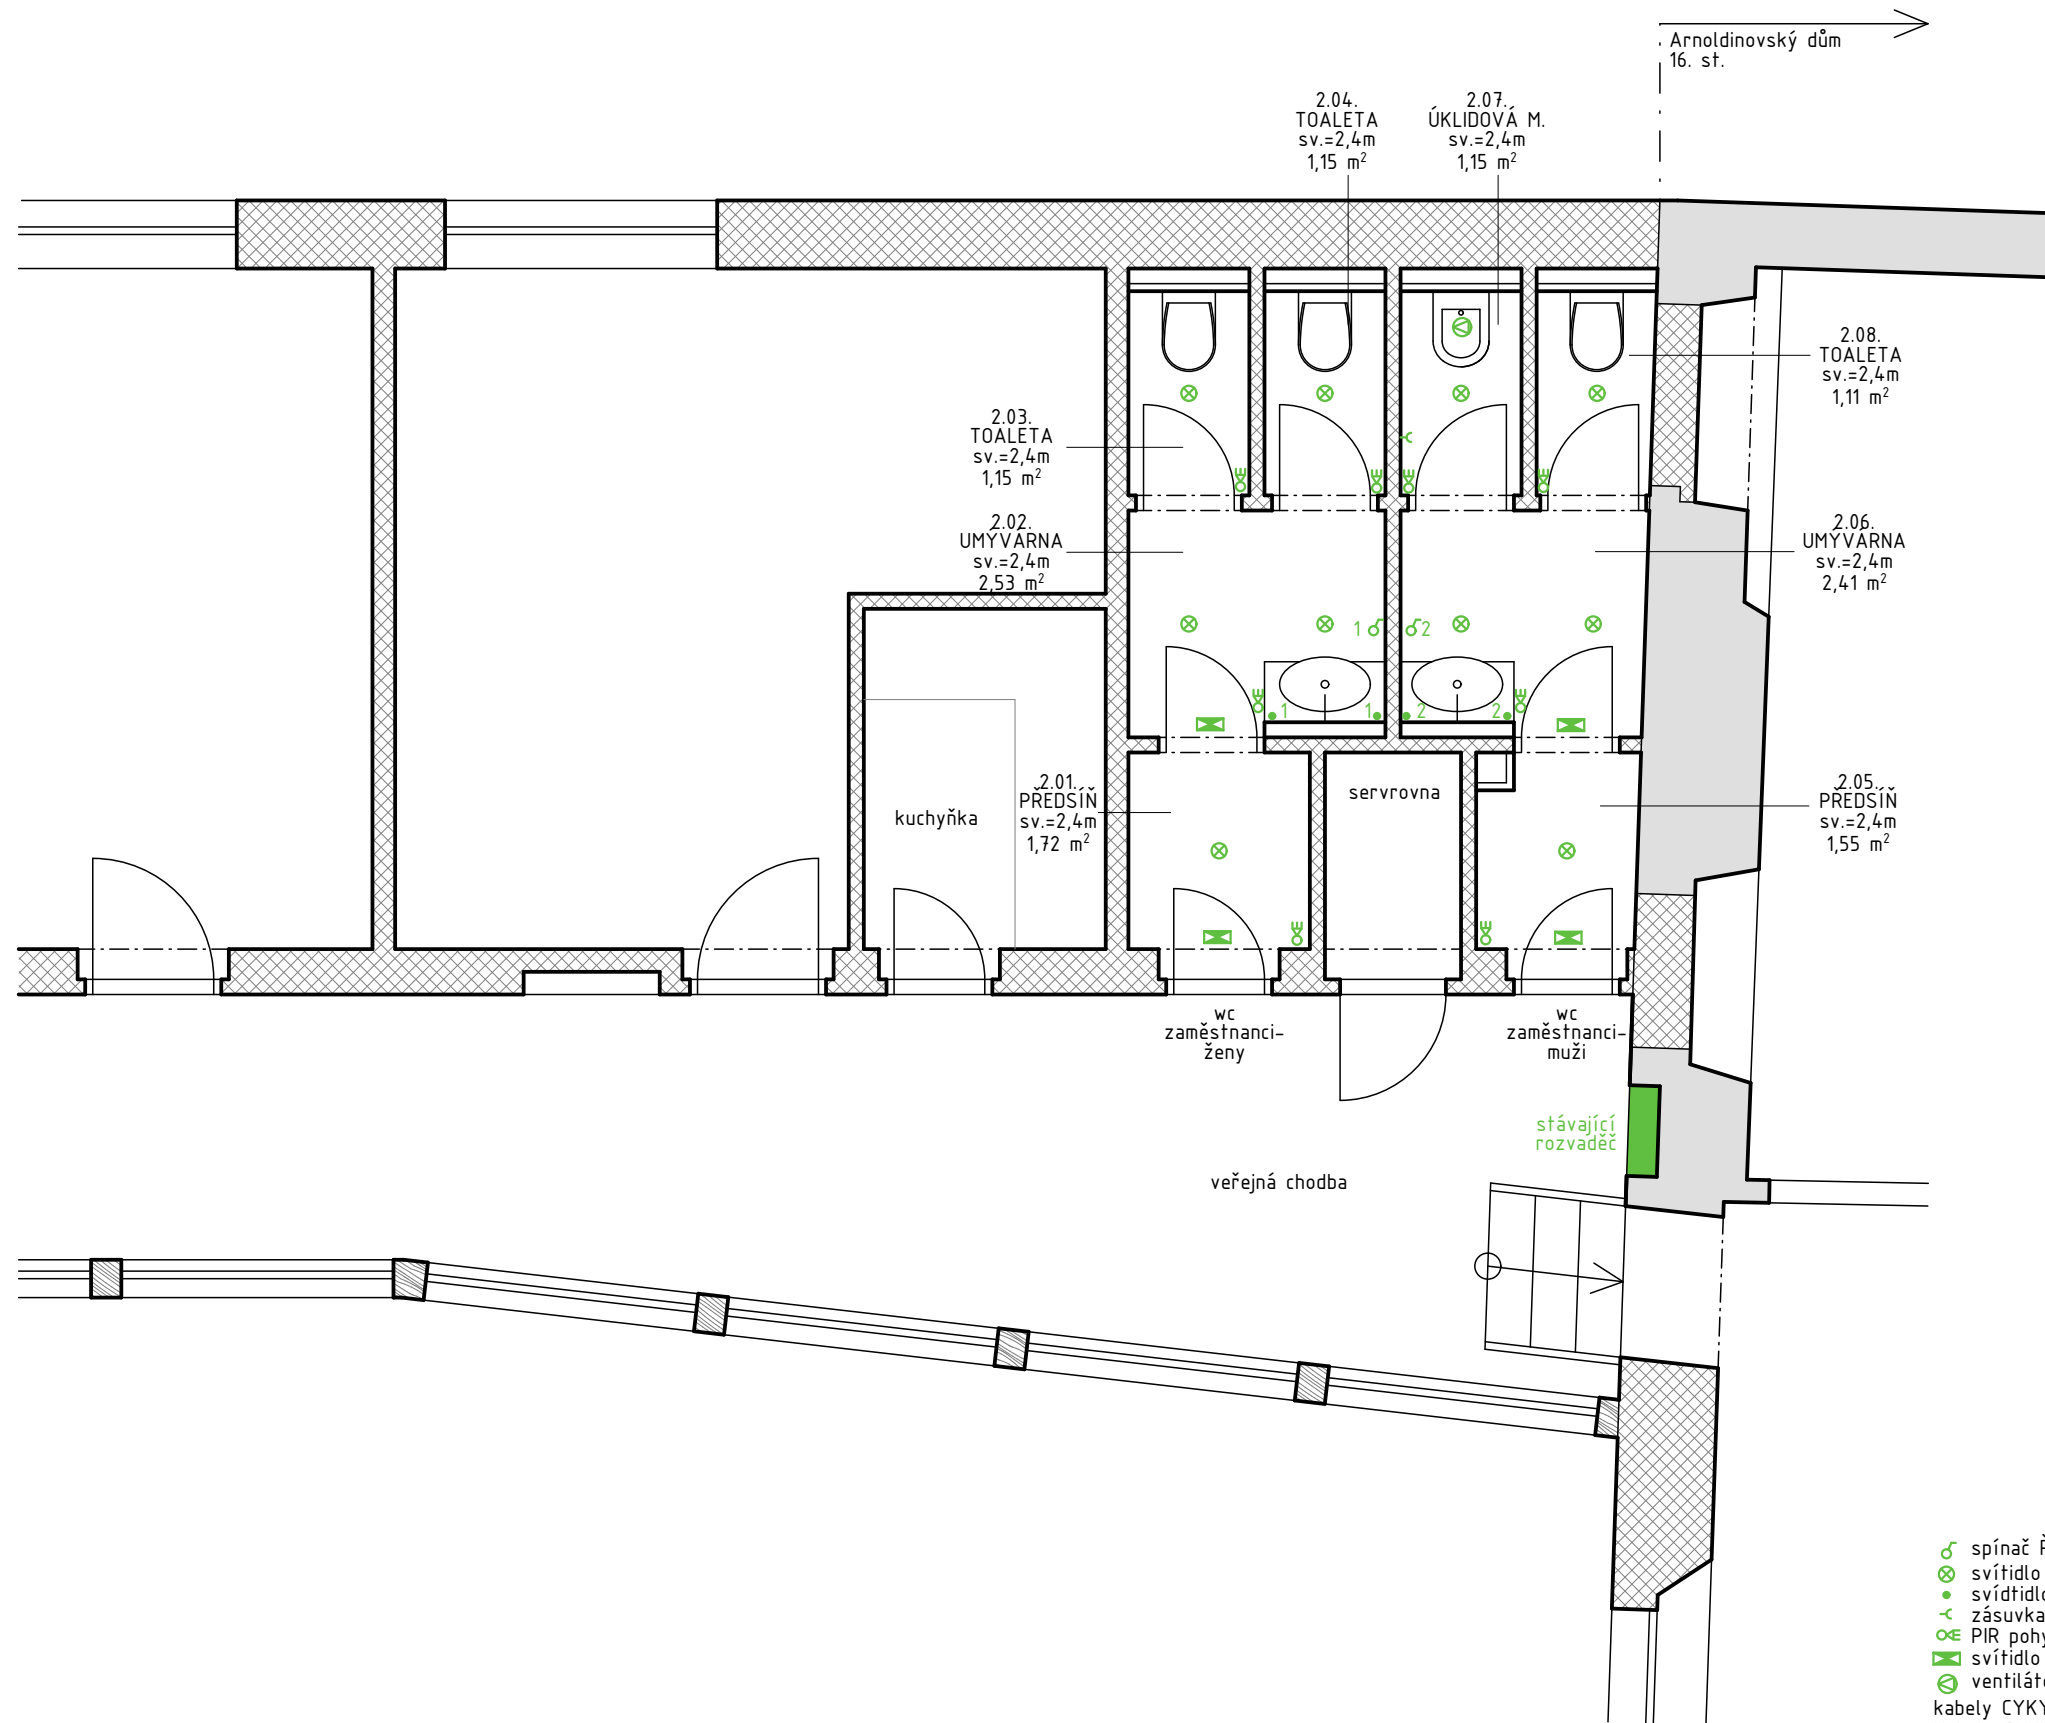 Arnoldinovský dům
16. st.
2.04.
TOALETA
sv.=2,4m
1,15 m²
2.07.
ÚKLIDOVÁ M.
sv.=2,4m
1,15 m²
2.08.
TOALETA
sv.=2,4m
1,11 m²
2.03.
TOALETA
sv.=2,4m
1,15 m²
2.02.
UMÝVÁRNA
sv.=2,4m
2,53 m²
2.06.
UMÝVÁRNA
sv.=2,4m
2,41 m²
1
2
1
1
2
2
2.01.
PŘEDSÍŇ
sv.=2,4m
1,72 m²
kuchyňka
servrovna
2.05.
PŘEDSÍŇ
sv.=2,4m
1,55 m²
wc
zaměstnanci-
ženy
wc
zaměstnanci-
muži
stávající
rozvaděč
veřejná chodba
spínač
svítidlo
svídtidlo
zásuvka
PIR pohy
svítidlo
ventiláto
kabely CYKY